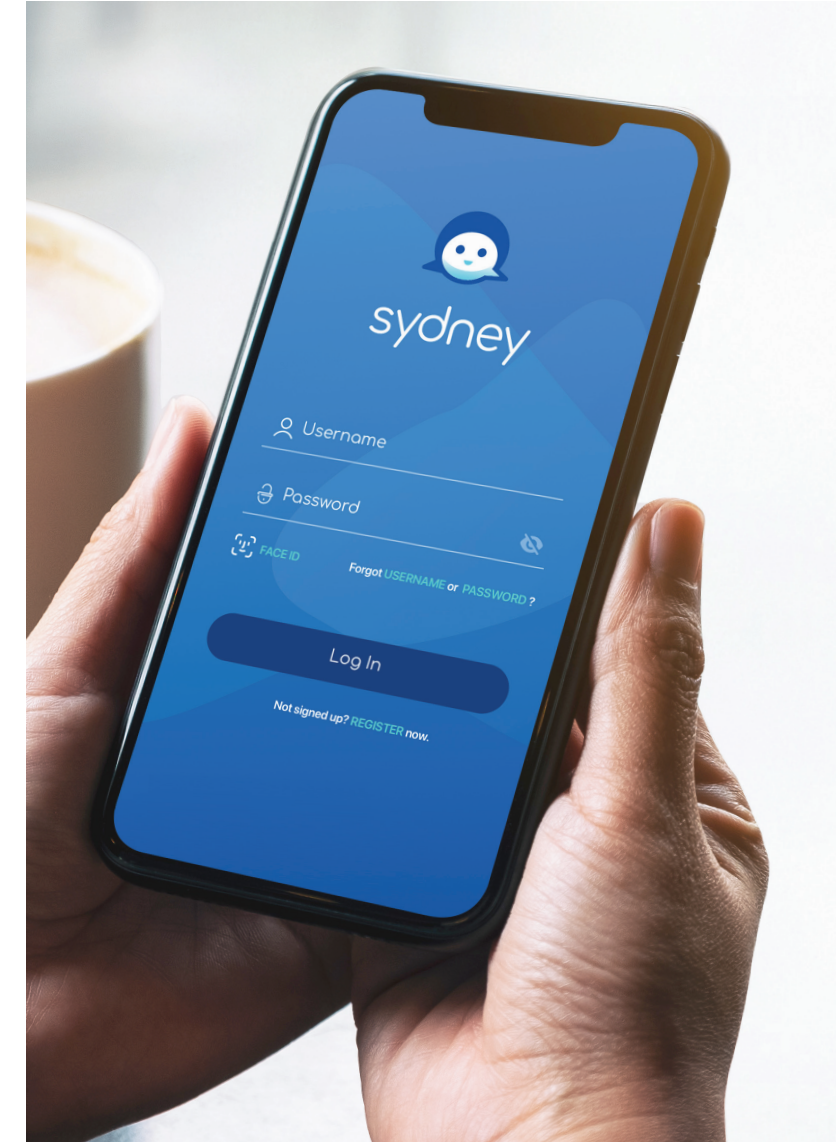 sydney
Username
Password
FACE ID
Forgot USERNAME or PASSWORD ?
Log In
Not signed up? REGISTER now.